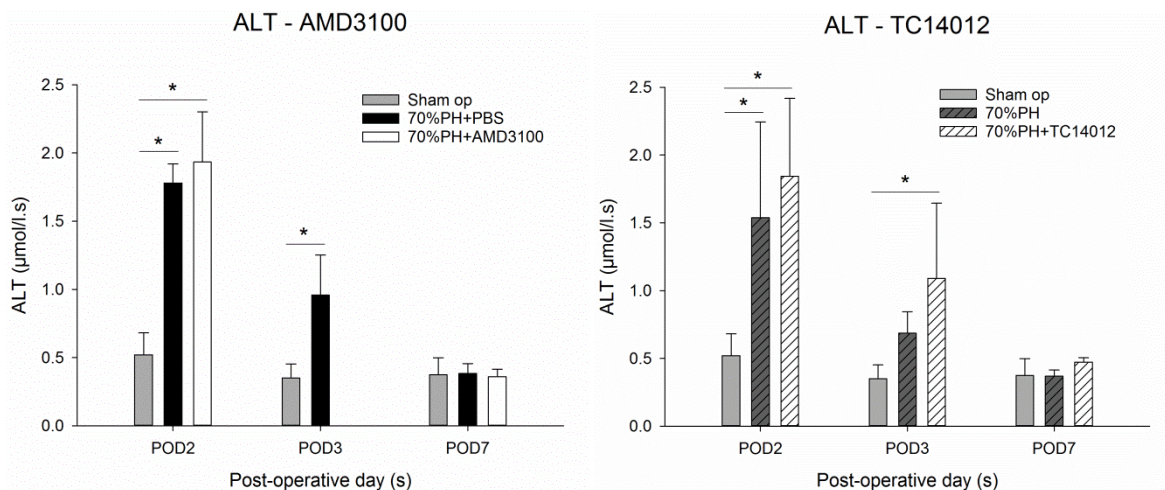 ALT - AMD3100
2.5
2.0
1.5
1.0
0.5
0.0
ALT (µmol/l.s)
*
*
*
Sham op
70%PH+PBS
70%PH+AMD3100
POD2
POD3
POD7
Post-operative day (s)
ALT - TC14012
2.5
2.0
1.5
1.0
0.5
0.0
ALT (µmol/l.s)
*
*
*
Sham op
70%PH
70%PH+TC14012
POD2
POD3
POD7
Post-operative day (s)